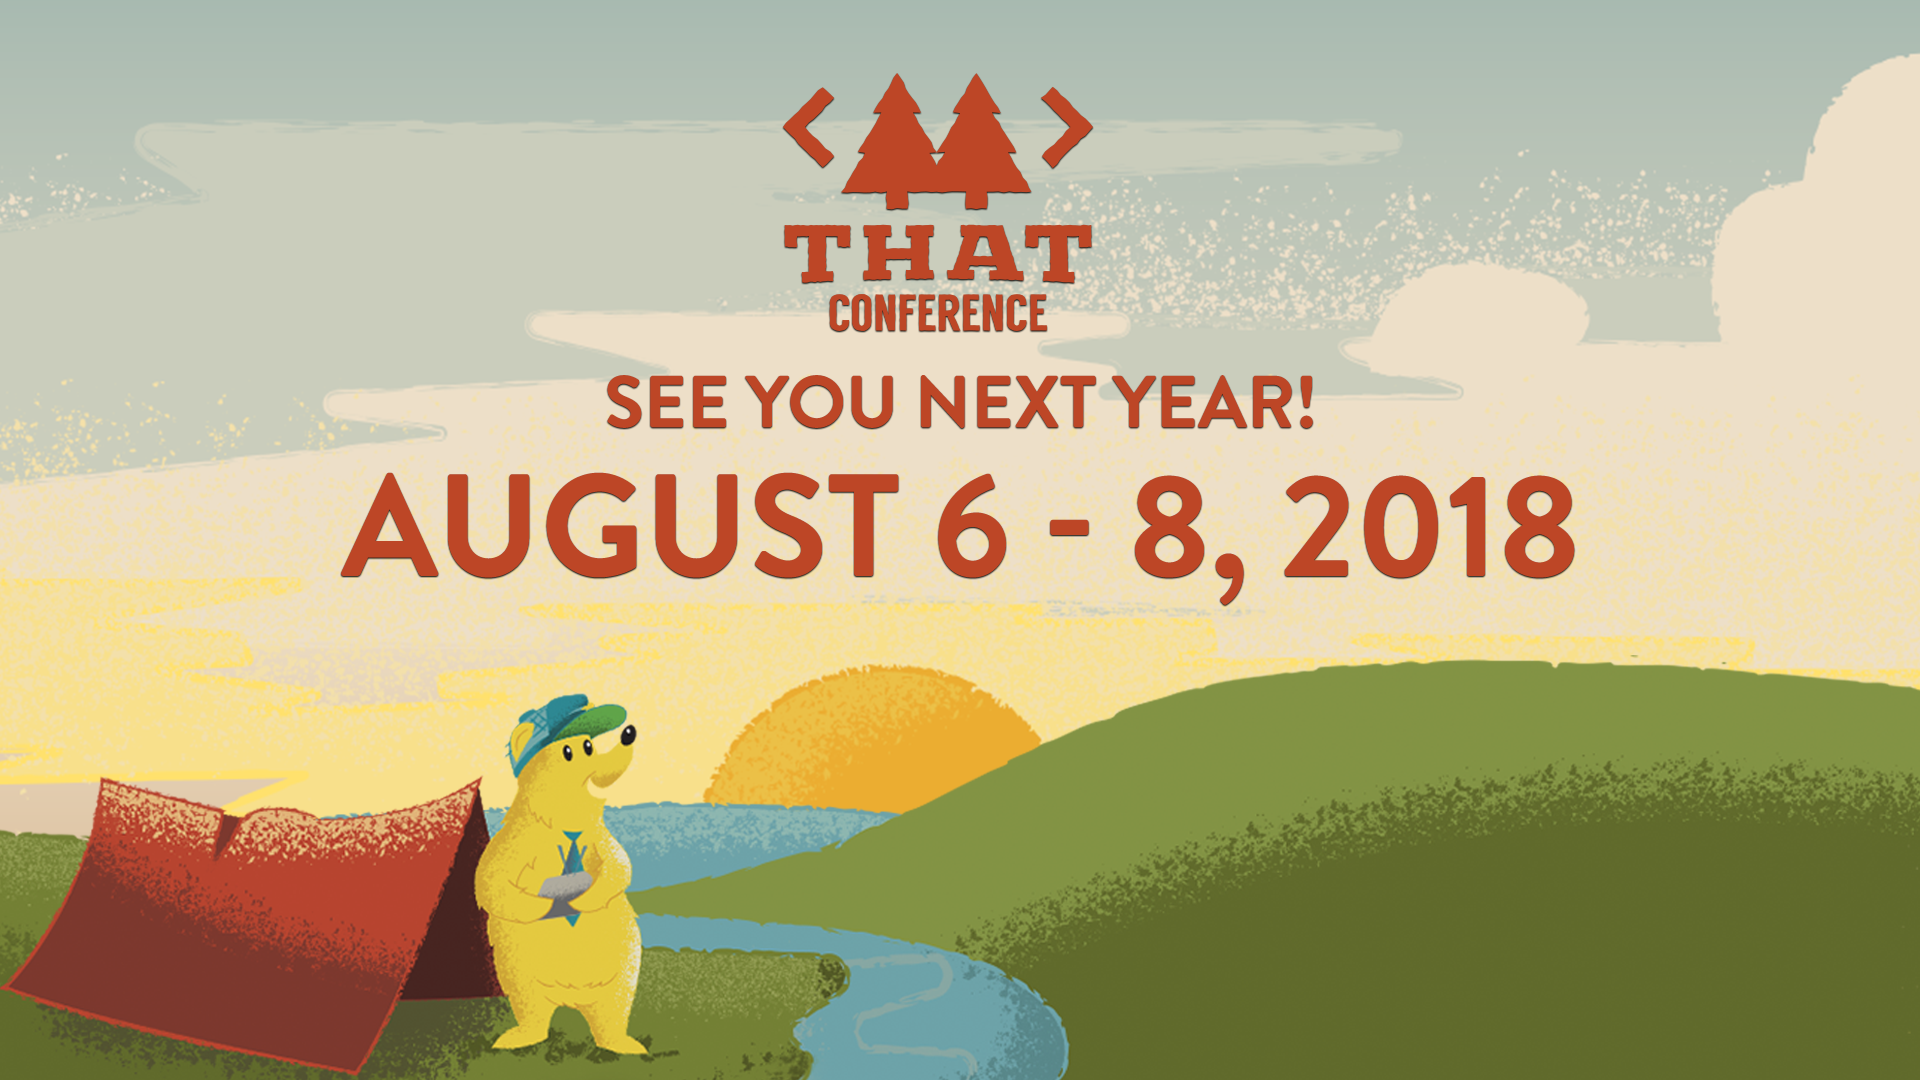 THAT
CONFERENCE
SEE YOU NEXT YEAR!
AUGUST 6 - 8, 2018